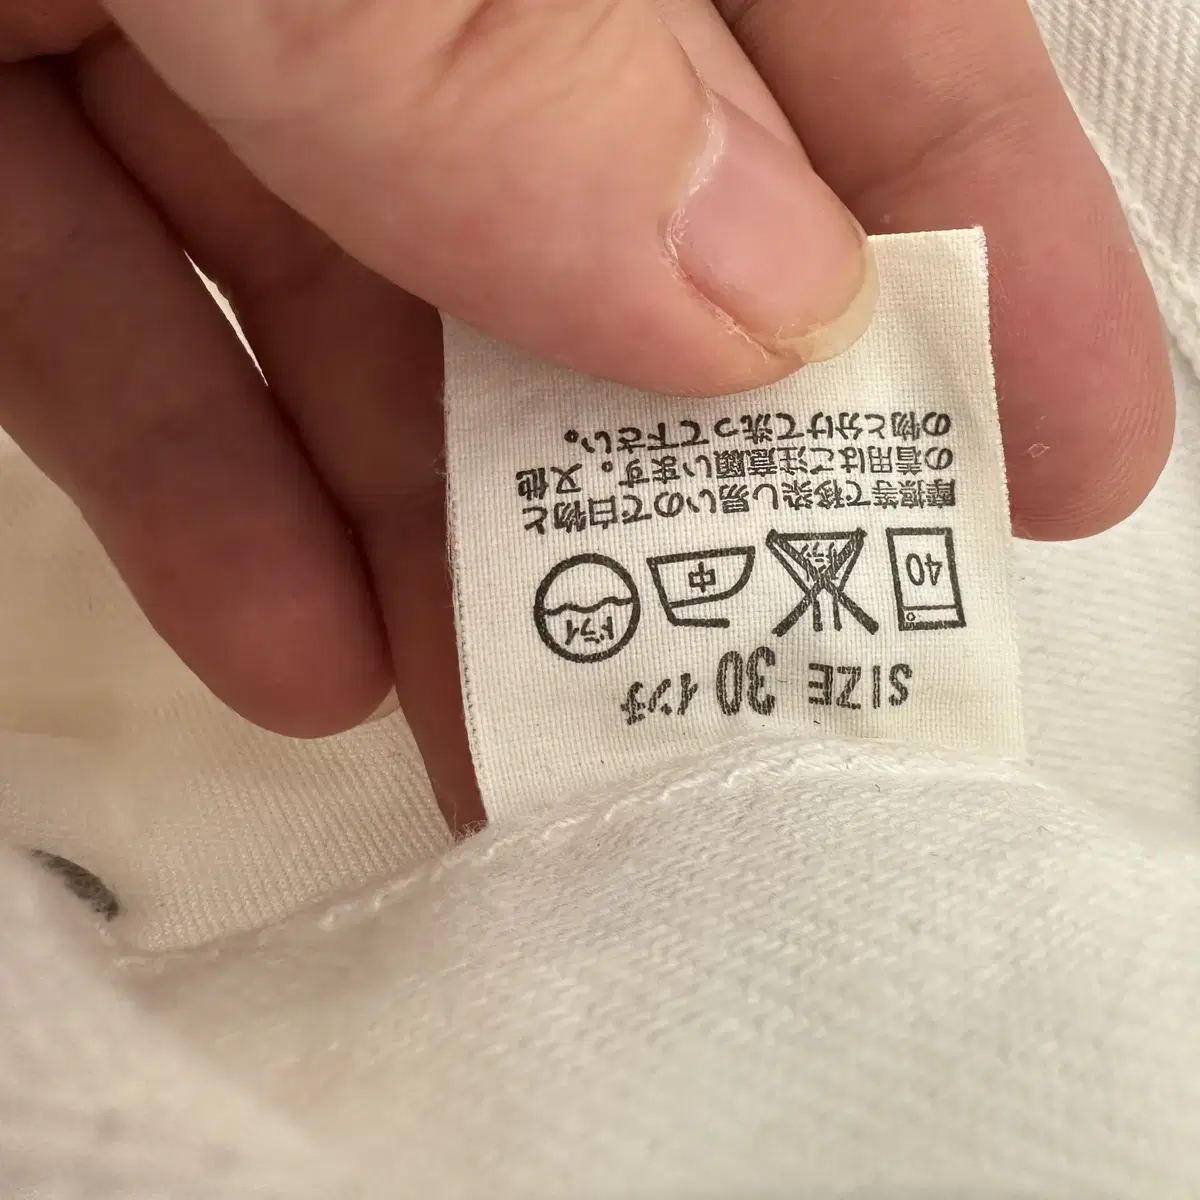 SIZE 30 インチ
40 中 ドライ
摩擦等で移染し易いので白物と
の着用はご注意願います。又他
の物と分けて洗って下さい。